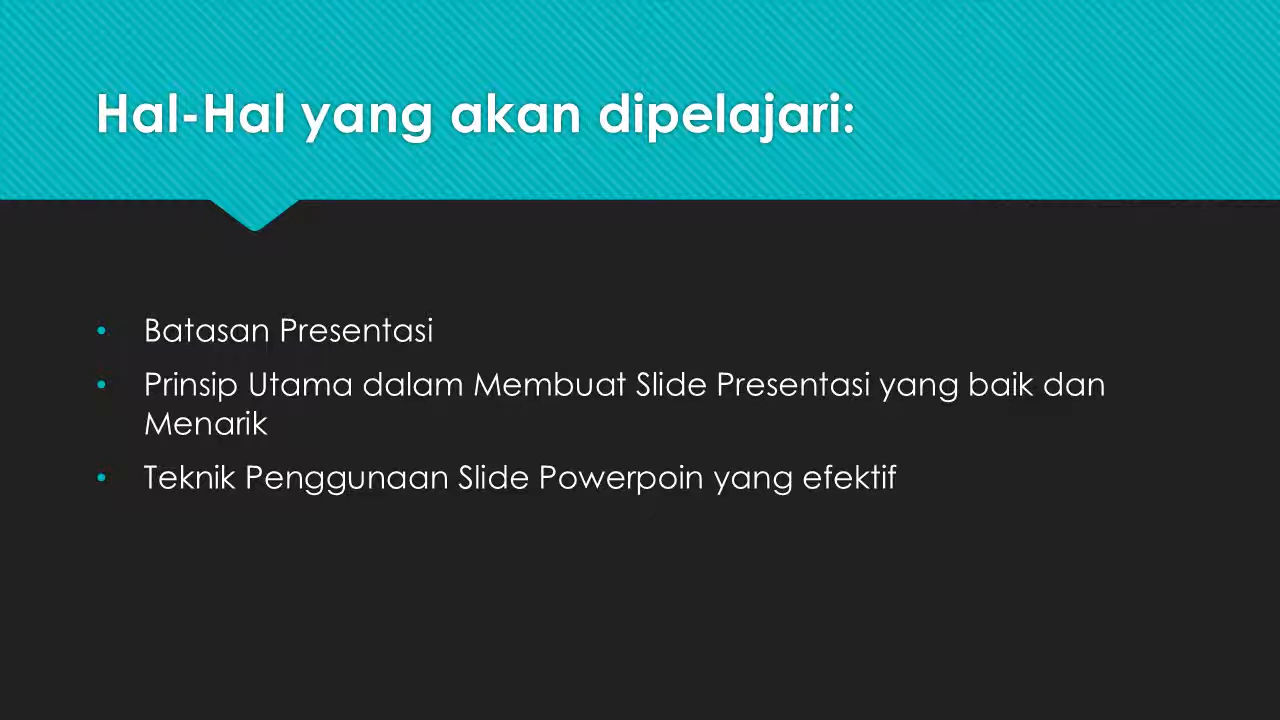 Hal-Hal yang akan dipelajari:
• Batasan Presentasi
• Prinsip Utama dalam Membuat Slide Presentasi yang baik dan
Menarik
• Teknik Penggunaan Slide Powerpoin yang efektif